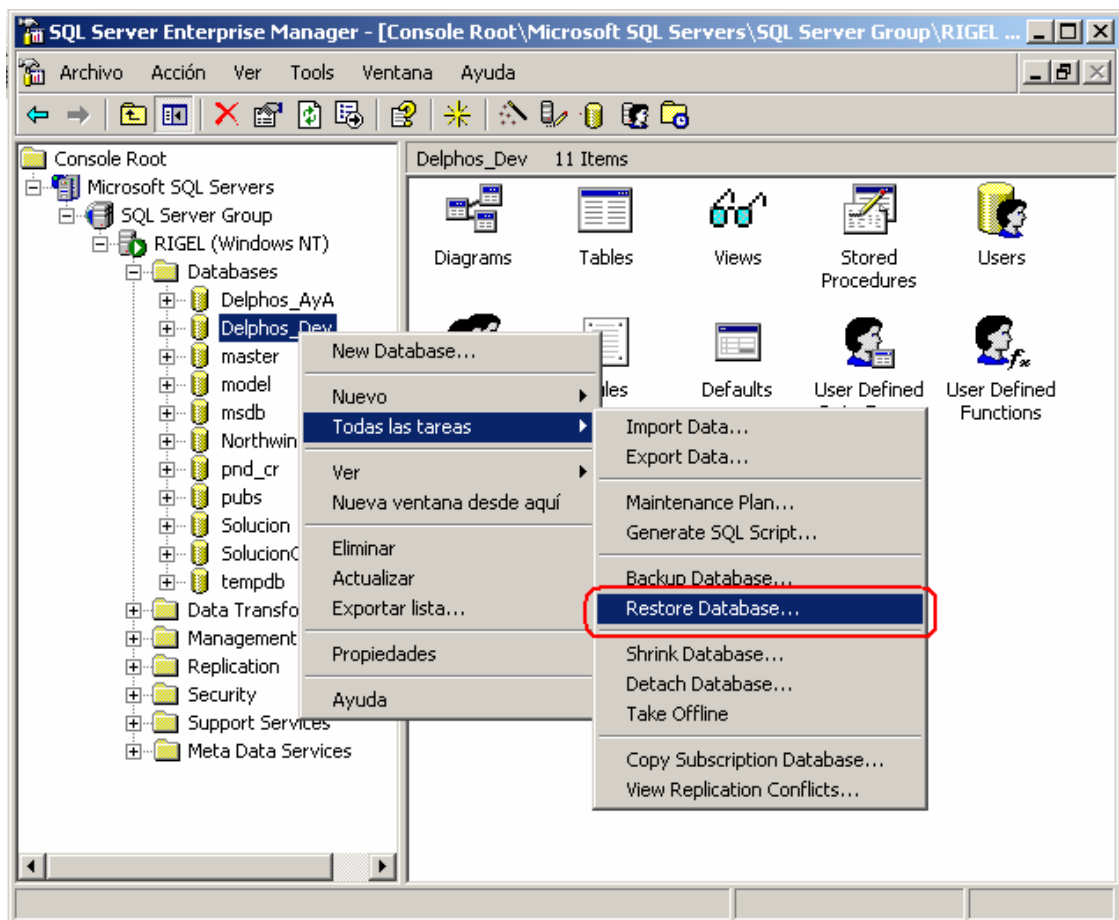 SQL Server Enterprise Manager - [Console Root\Microsoft SQL Servers\SQL Server Group\RIGEL ...
Archivo Acción Ver Tools Ventana Ayuda
Console Root
Microsoft SQL Servers
SQL Server Group
RIGEL (Windows NT)
Databases
Delphos_AyA
Delphos_Dev
master
model
msdb
Northwin
pnd_cr
pubs
Solucion
SolucionC
tempdb
Data Transfo
Management
Replication
Security
Support Services
Meta Data Services
Delphos_Dev 11 Items
Diagrams
Tables
Views
Stored
Procedures
Users
Defaults
User Defined
User Defined
Functions
New Database...
Nuevo
Todas las tareas
Ver
Nueva ventana desde aquí
Eliminar
Actualizar
Exportar lista...
Propiedades
Ayuda
Import Data...
Export Data...
Maintenance Plan...
Generate SQL Script...
Backup Database...
Restore Database...
Shrink Database...
Detach Database...
Take Offline
Copy Subscription Database...
View Replication Conflicts...